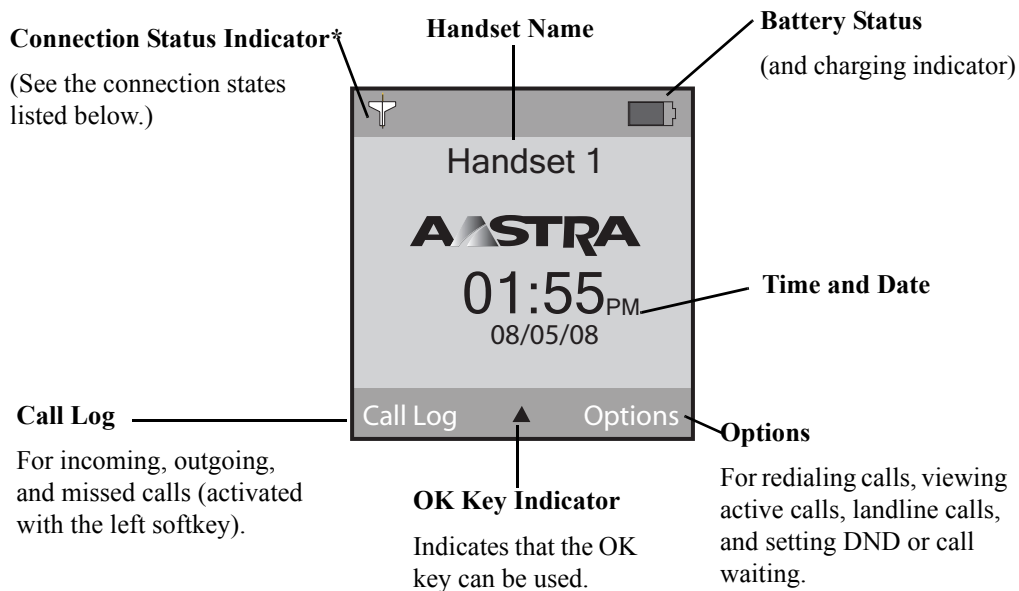 Connection Status Indicator*
(See the connection states
listed below.)
Handset Name
Battery Status
(and charging indicator)
Handset 1
AASTRA
01:55PM
08/05/08
Time and Date
Call Log
Options
Call Log
For incoming, outgoing,
and missed calls (activated
with the left softkey).
OK Key Indicator
Indicates that the OK
key can be used.
Options
For redialing calls, viewing
active calls, landline calls,
and setting DND or call
waiting.